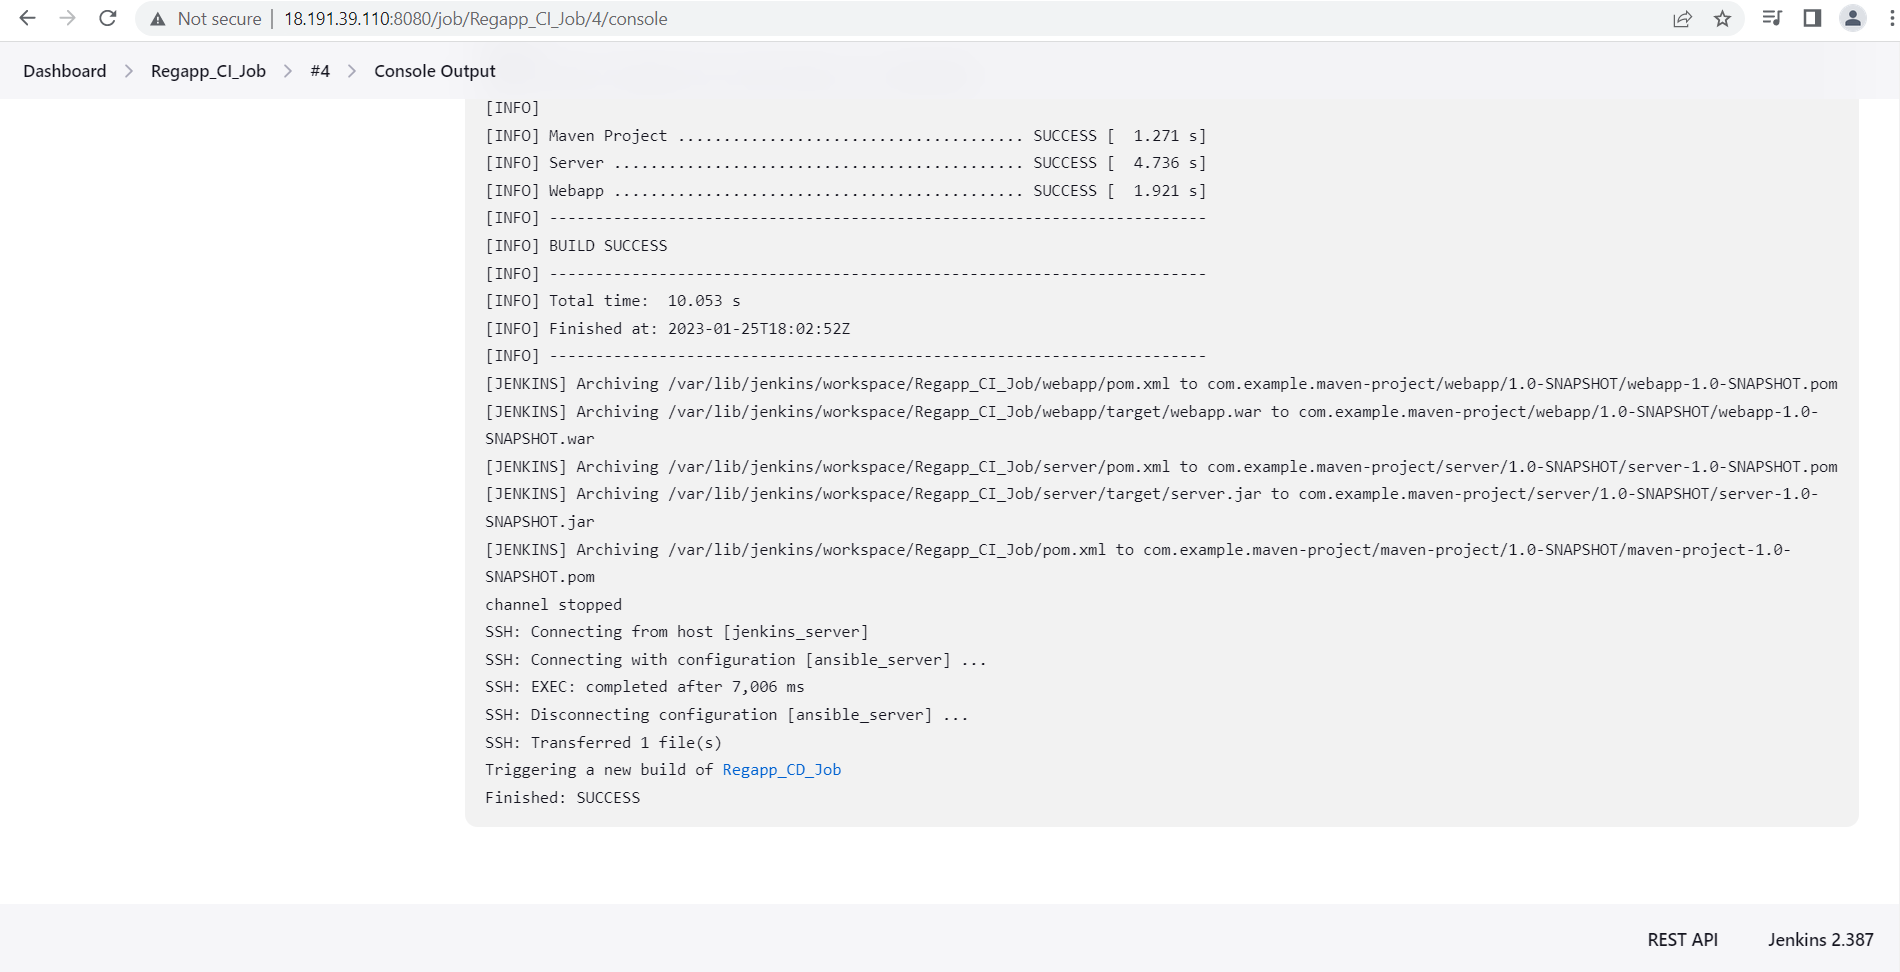 Not secure | 18.191.39.110:8080/job/Regapp_CI_Job/4/console
Dashboard > Regapp_CI_Job > #4 > Console Output
[INFO]
[INFO] Maven Project ...................................... SUCCESS [  1.271 s]
[INFO] Server ............................................. SUCCESS [  4.736 s]
[INFO] Webapp ............................................. SUCCESS [  1.921 s]
[INFO] ------------------------------------------------------------------------
[INFO] BUILD SUCCESS
[INFO] ------------------------------------------------------------------------
[INFO] Total time:  10.053 s
[INFO] Finished at: 2023-01-25T18:02:52Z
[INFO] ------------------------------------------------------------------------
[JENKINS] Archiving /var/lib/jenkins/workspace/Regapp_CI_Job/webapp/pom.xml to com.example.maven-project/webapp/1.0-SNAPSHOT/webapp-1.0-SNAPSHOT.pom
[JENKINS] Archiving /var/lib/jenkins/workspace/Regapp_CI_Job/webapp/target/webapp.war to com.example.maven-project/webapp/1.0-SNAPSHOT/webapp-1.0-
SNAPSHOT.war
[JENKINS] Archiving /var/lib/jenkins/workspace/Regapp_CI_Job/server/pom.xml to com.example.maven-project/server/1.0-SNAPSHOT/server-1.0-SNAPSHOT.pom
[JENKINS] Archiving /var/lib/jenkins/workspace/Regapp_CI_Job/server/target/server.jar to com.example.maven-project/server/1.0-SNAPSHOT/server-1.0-
SNAPSHOT.jar
[JENKINS] Archiving /var/lib/jenkins/workspace/Regapp_CI_Job/pom.xml to com.example.maven-project/maven-project/1.0-SNAPSHOT/maven-project-1.0-
SNAPSHOT.pom
channel stopped
SSH: Connecting from host [jenkins_server]
SSH: Connecting with configuration [ansible_server] ...
SSH: EXEC: completed after 7,006 ms
SSH: Disconnecting configuration [ansible_server] ...
SSH: Transferred 1 file(s)
Triggering a new build of Regapp_CD_Job
Finished: SUCCESS
REST API Jenkins 2.387